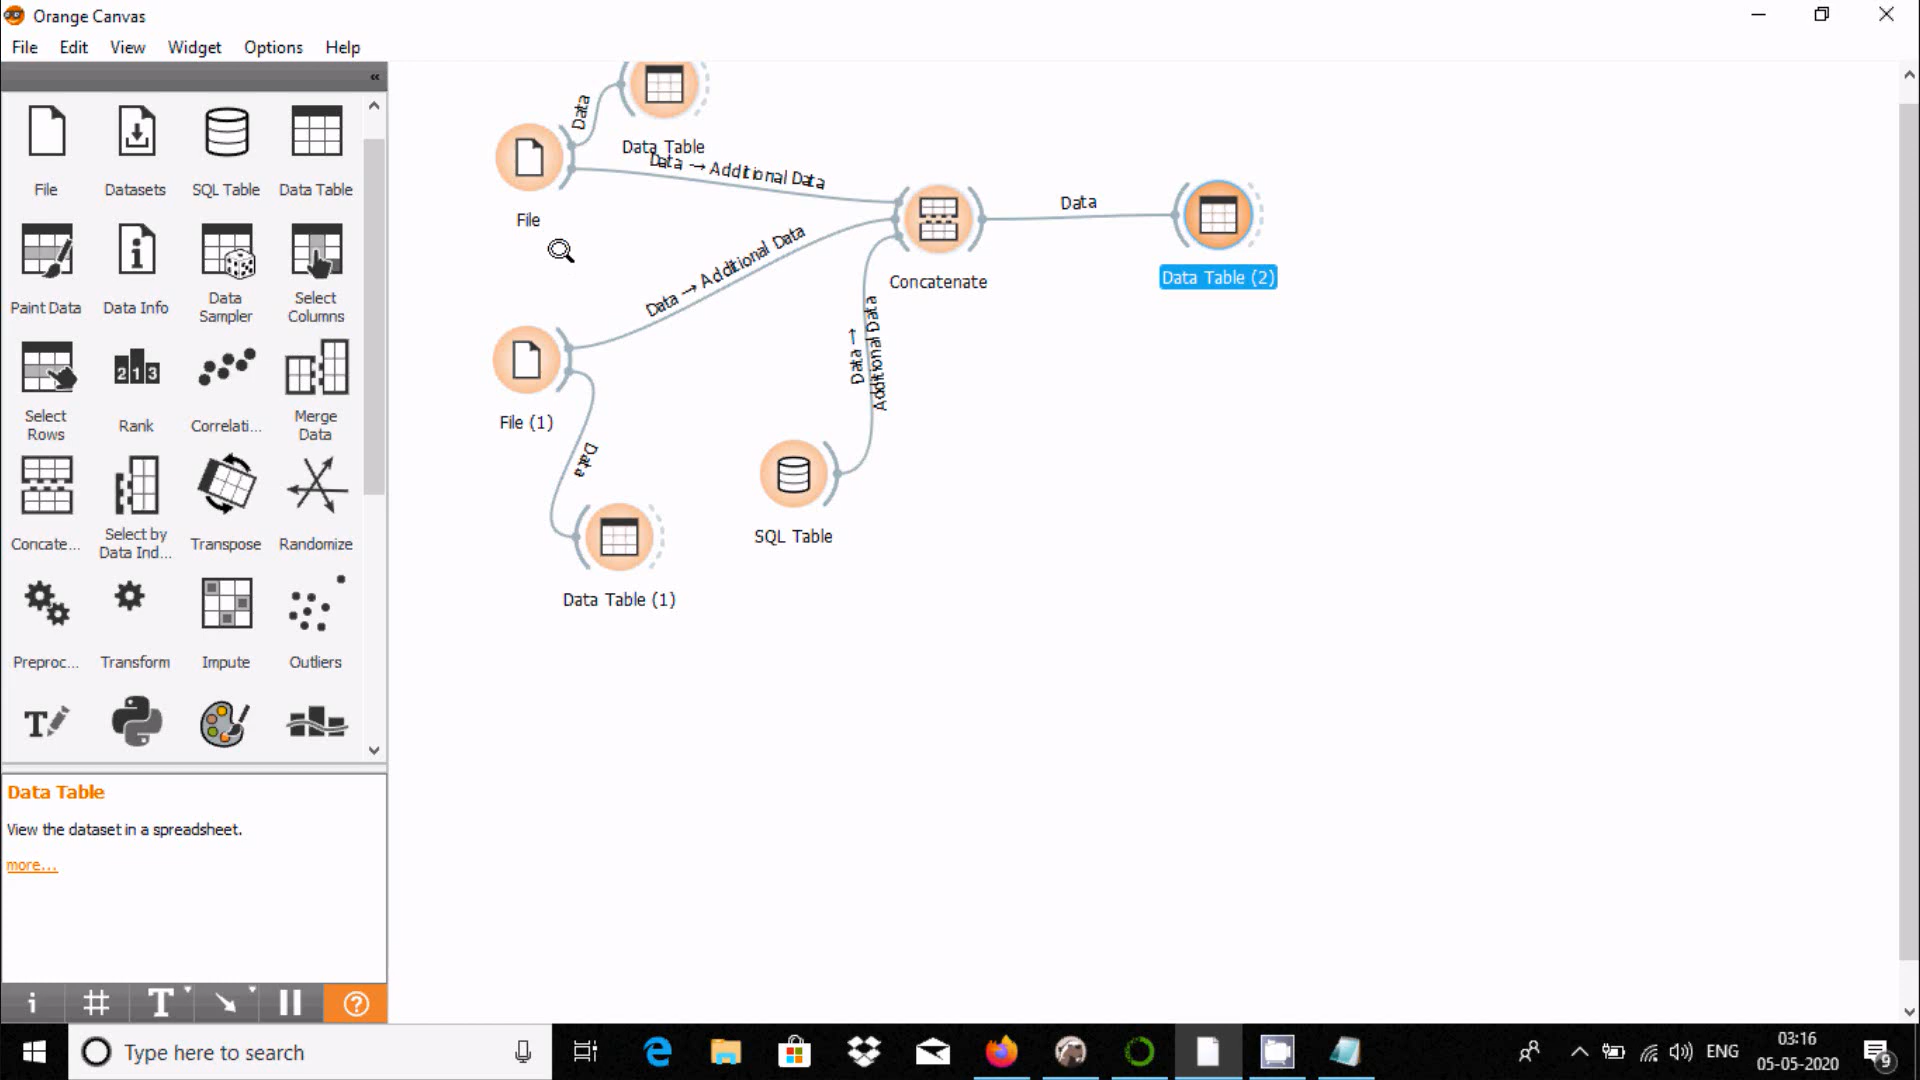 Orange Canvas
File Edit View Widget Options Help
«
File Datasets SQL Table Data Table
Paint Data Data Info Data Sampler Select Columns
Select Rows Rank Correlati... Merge Data
Concate... Select by Data Ind... Transpose Randomize
Preproc... Transform Impute Outliers
213
Data Table
View the dataset in a spreadsheet.
more...
Data
Data Table
Data → Additional Data
File
Data → Additional Data
Concatenate
Data
Data Table (2)
File (1)
Data
Data →
Additional Data
SQL Table
Data Table (1)
i # T ?
Type here to search
ENG
03:16
05-05-2020
9